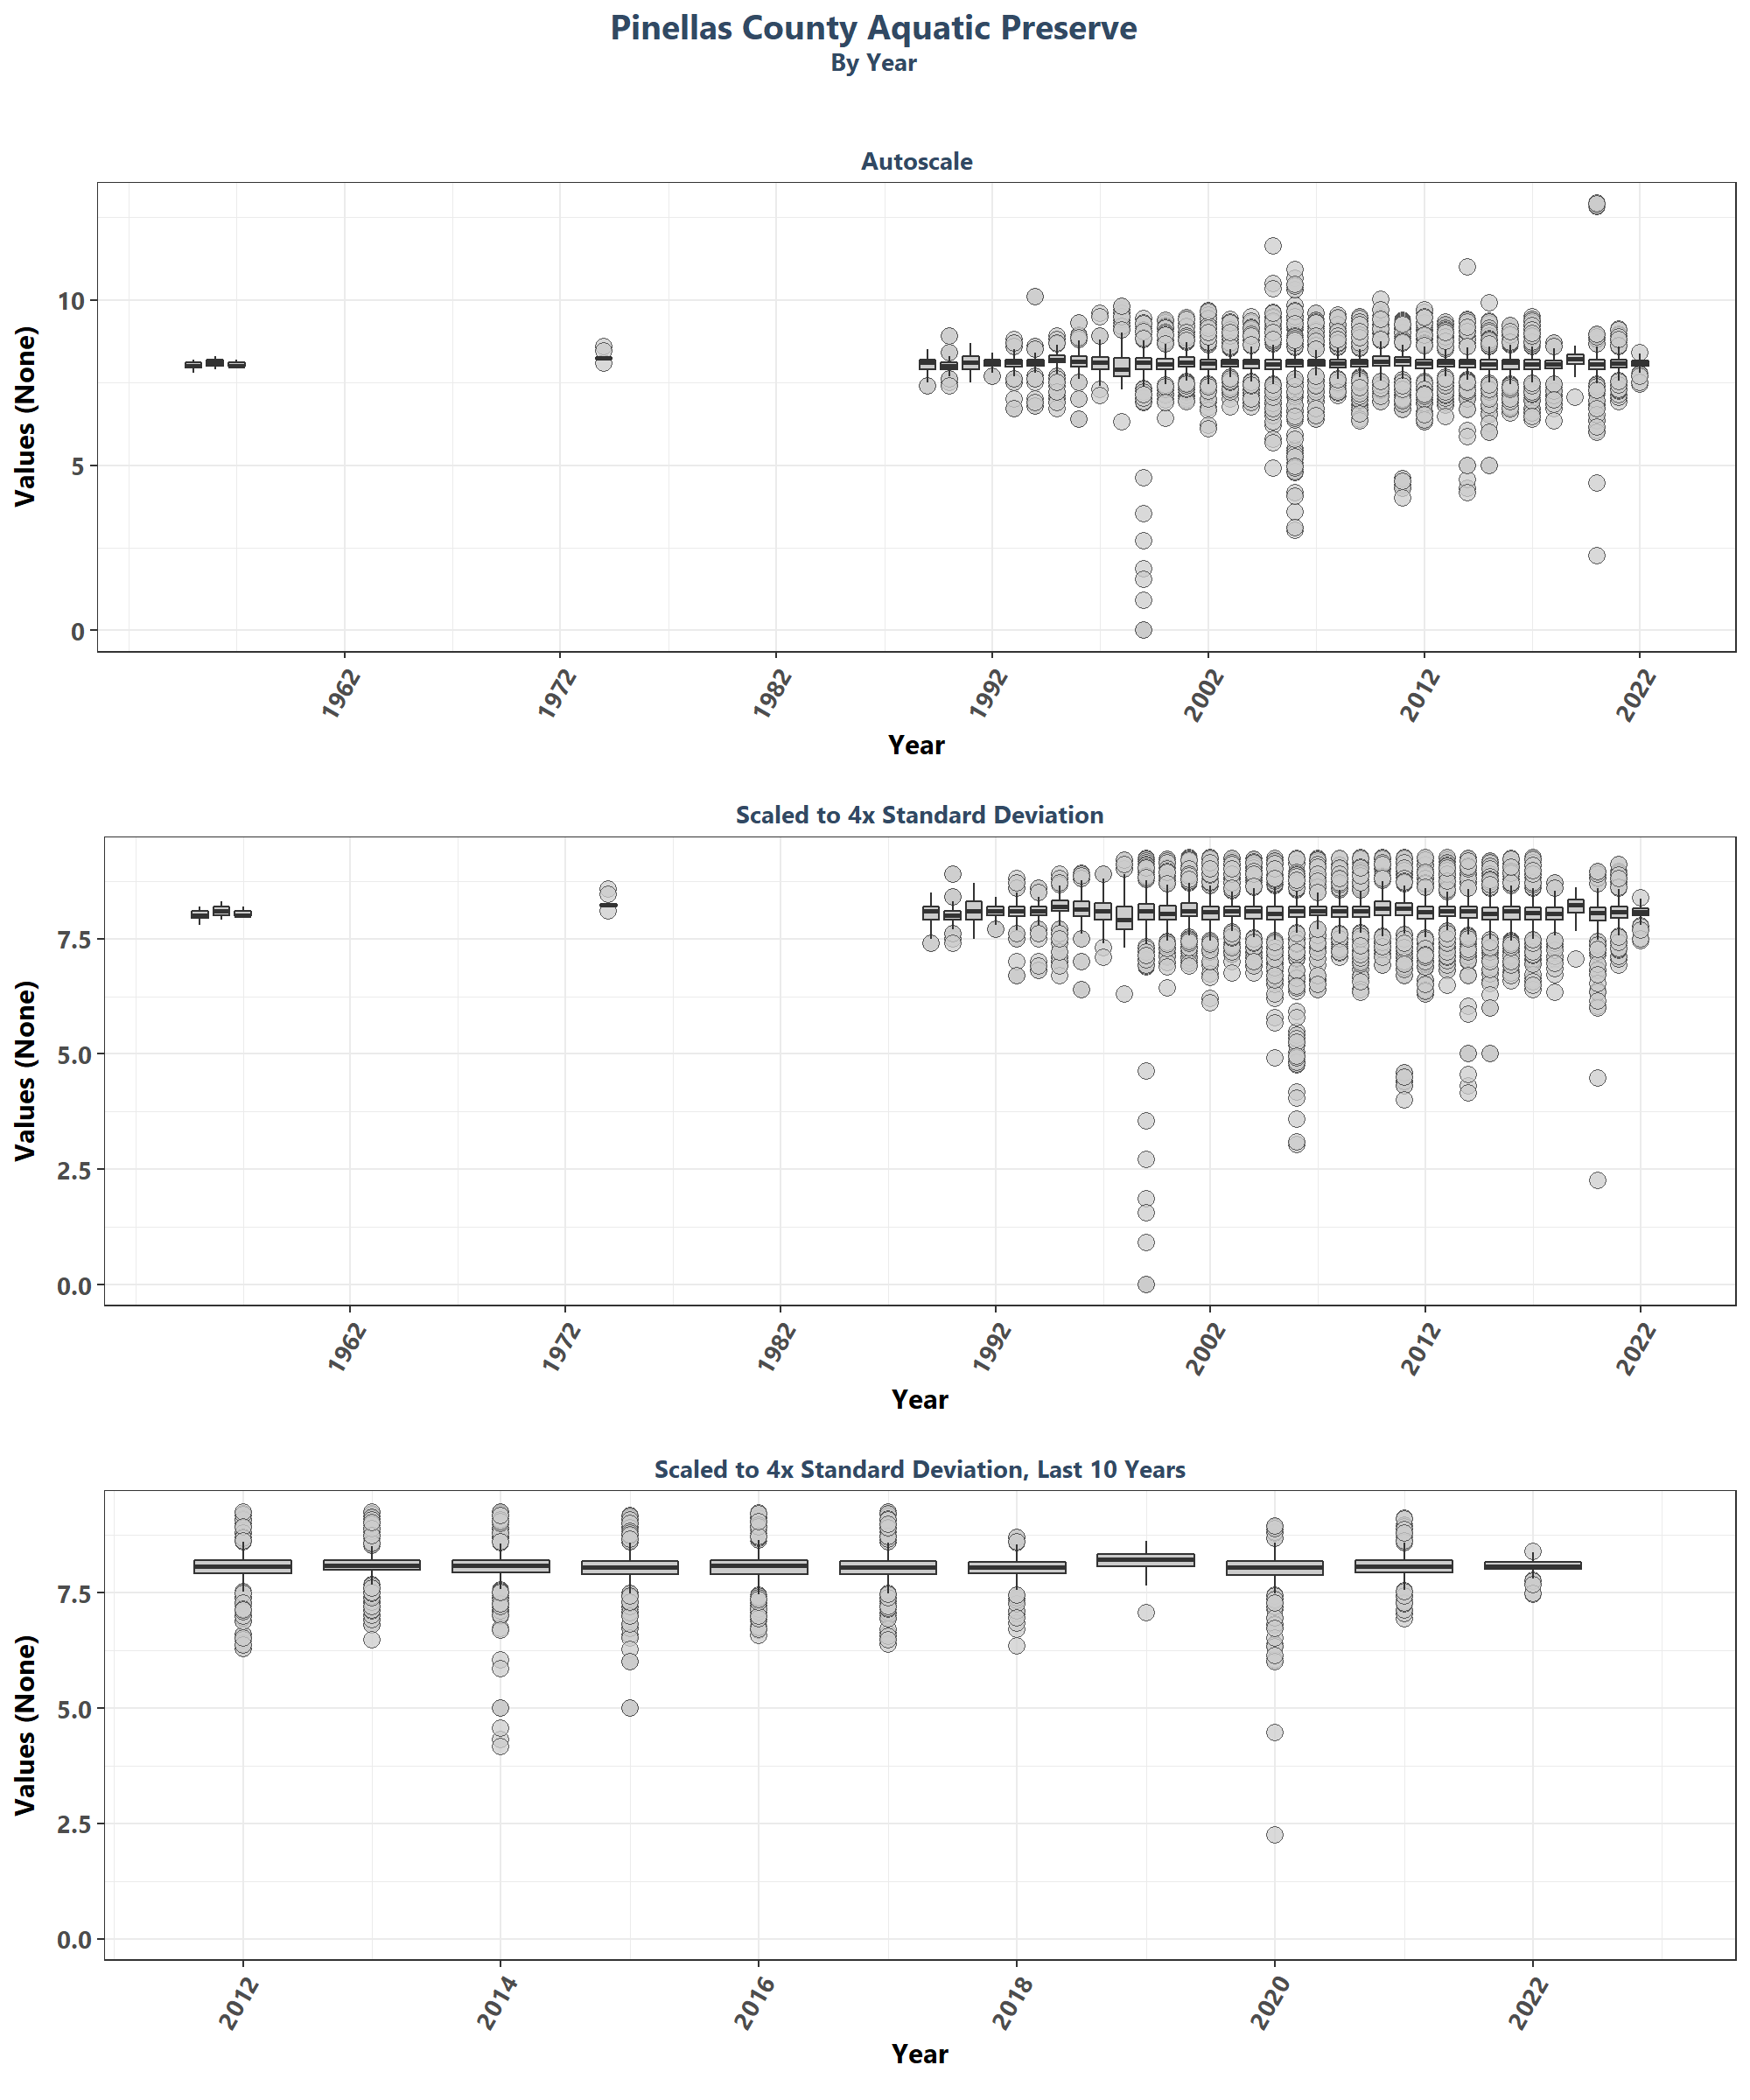 Pinellas County Aquatic Preserve
By Year
Autoscale
Values (None)
10
5
0
1962 1972 1982 1992 2002 2012 2022
Year
Scaled to 4x Standard Deviation
Values (None)
7.5
5.0
2.5
0.0
1962 1972 1982 1992 2002 2012 2022
Year
Scaled to 4x Standard Deviation, Last 10 Years
Values (None)
7.5
5.0
2.5
0.0
2012 2014 2016 2018 2020 2022
Year